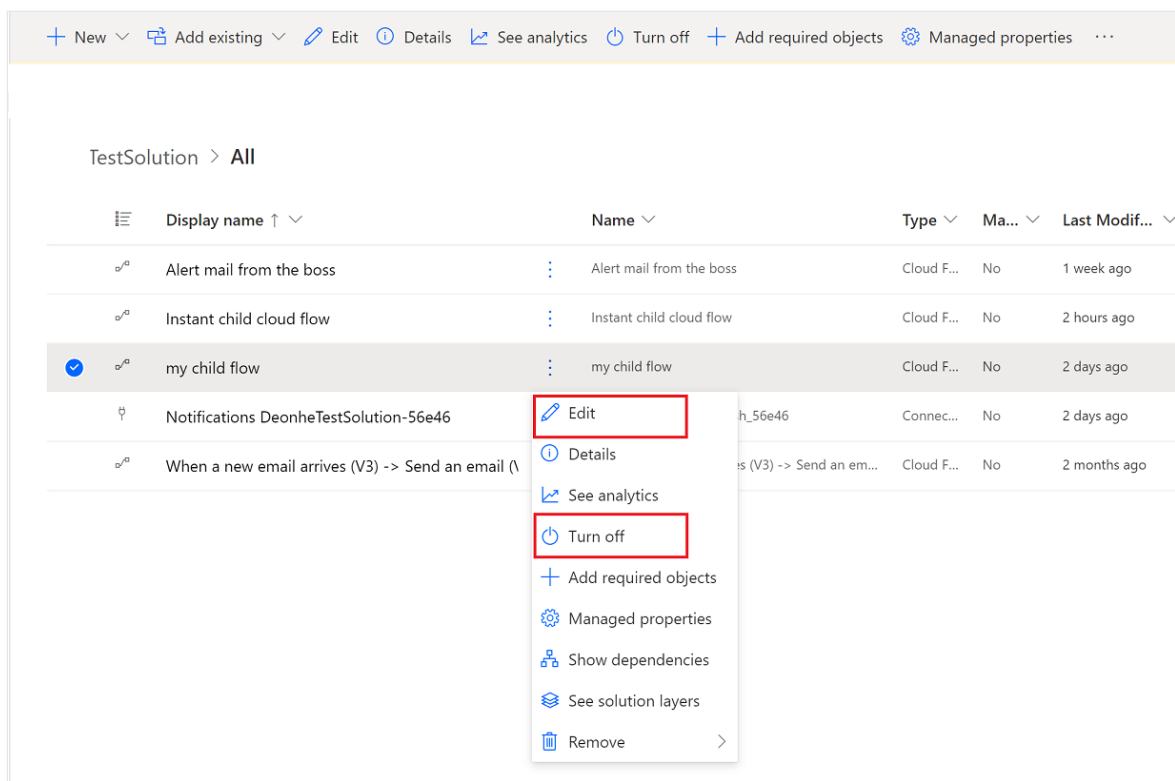 New Add existing Edit Details See analytics Turn off Add required objects Managed properties ...
TestSolution > All
Display name ↑ Name Type Ma... Last Modif...
Alert mail from the boss Alert mail from the boss Cloud F... No 1 week ago
Instant child cloud flow Instant child cloud flow Cloud F... No 2 hours ago
my child flow my child flow Cloud F... No 2 days ago
Notifications DeonheTestSolution-56e46 h_56e46 Connec... No 2 days ago
When a new email arrives (V3) -> Send an email (V es (V3) -> Send an em... Cloud F... No 2 months ago
Edit
Details
See analytics
Turn off
Add required objects
Managed properties
Show dependencies
See solution layers
Remove